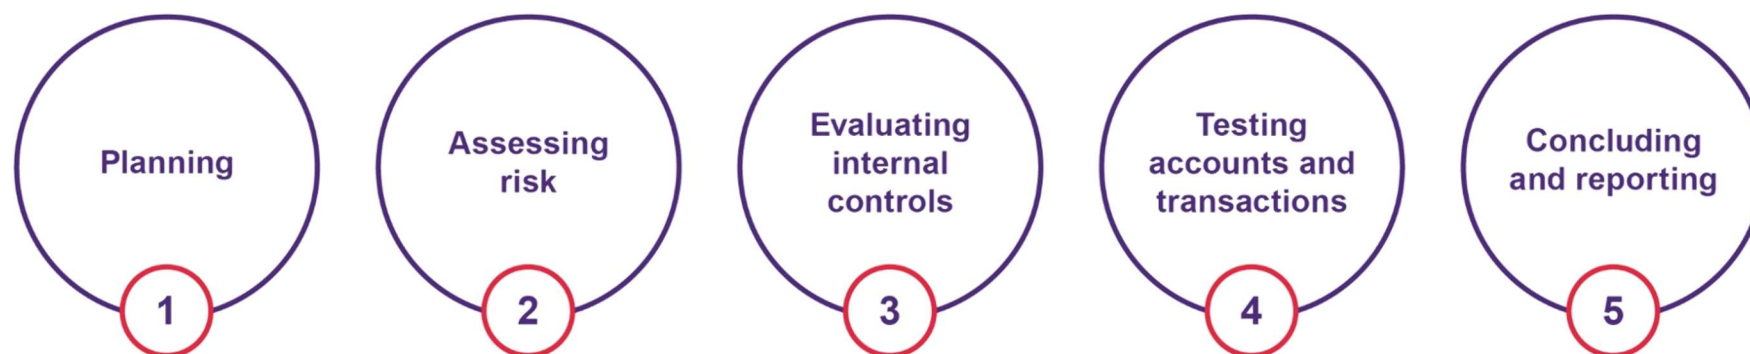 Planning
1
Assessing
risk
2
Evaluating
internal
controls
3
Testing
accounts and
transactions
4
Concluding
and reporting
5